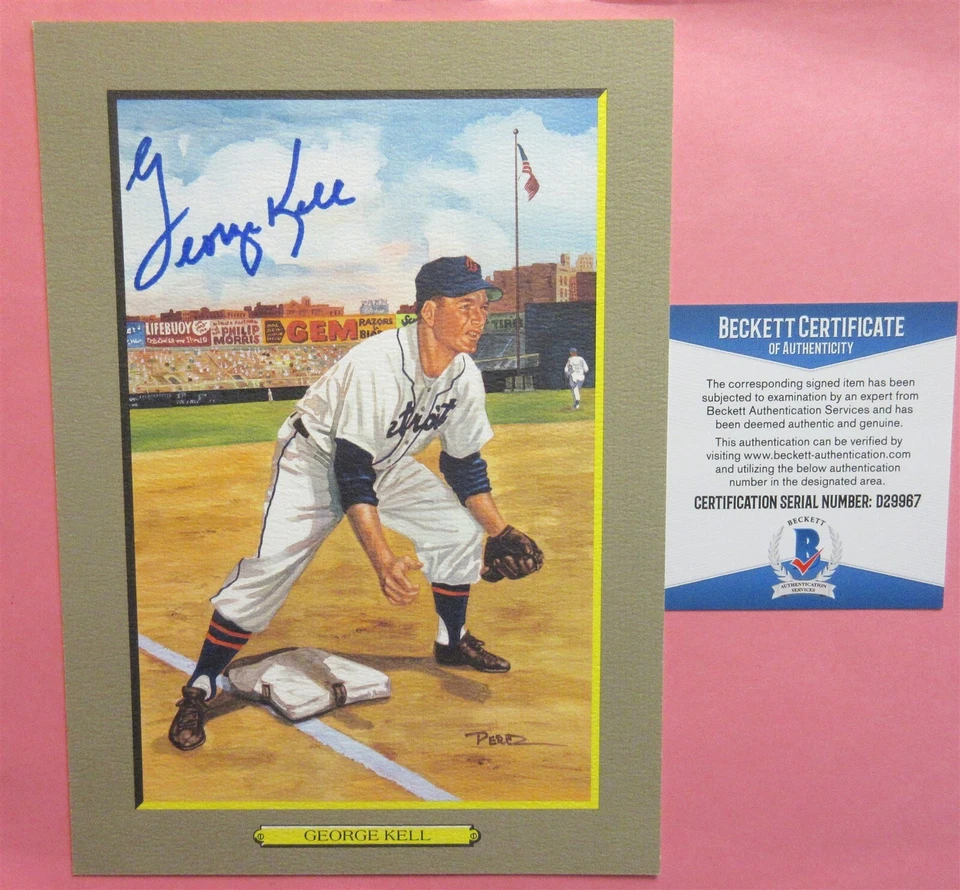 George Kell
LIFEBUOY
PHILIP
MORRIS
GEM
RAZORS
Detroit
PEREZ
GEORGE KELL
BECKETT CERTIFICATE
OF AUTHENTICITY
The corresponding signed item has been
subjected to examination by an expert from
Beckett Authentication Services and has
been deemed authentic and genuine.
This authentication can be verified by
visiting www.beckett-authentication.com
and utilizing the below authentication
number in the designated area.
CERTIFICATION SERIAL NUMBER: D29967
BECKETT
B
AUTHENTICATION
SERVICES